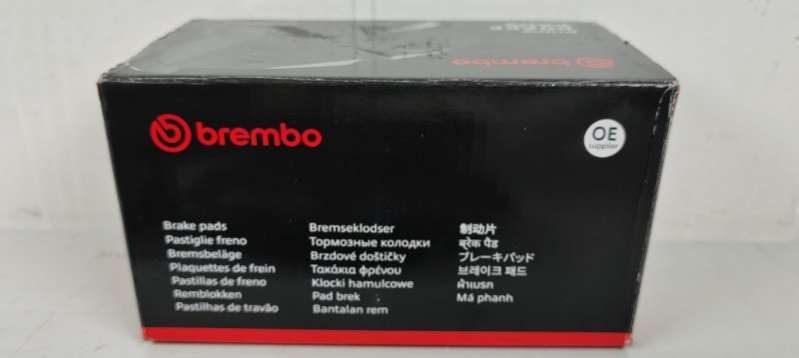 brembo
brembo
OE
supplier
Brake pads
Pastiglie freno
Bremsbeläge
Plaquettes de frein
Pastillas de freno
Remblokken
Pastilhas de travão
Bremseklodser
Тормозные колодки
Brzdové doštičky
Τακάκια φρένου
Klocki hamulcowe
Pad brek
Bantalan rem
制动片
ब्रेक पैड
ブレーキパッド
브레이크 패드
ผ้าเบรก
Má phanh